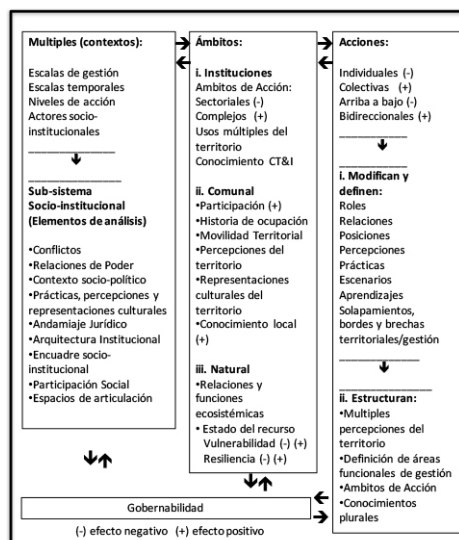 Multiples (contextos):
Escalas de gestión
Escalas temporales
Niveles de acción
Actores socio-
institucionales
Sub-sistema
Socio-institucional
(Elementos de análisis)
•Conflictos
•Relaciones de Poder
•Contexto socio-político
•Prácticas, percepciones y
representaciones culturales
•Andamiaje Jurídico
•Arquitectura Institucional
•Encuadre socio-
institucional
•Participación Social
•Espacios de articulación
Ámbitos:
i. Instituciones
Ambitos de Acción:
Sectoriales (-)
Complejos (+)
Usos múltiples del
territorio
Conocimiento CT&I
ii. Comunal
•Participación (+)
•Historia de ocupación
•Movilidad Territorial
•Percepciones del
territorio
•Representaciones
culturales del
territorio
•Conocimiento local
(+)
iii. Natural
•Relaciones y
funciones
ecosistémicas
• Estado del recurso
Vulnerabilidad (-) (+)
Resiliencia (-) (+)
Acciones:
Individuales (-)
Colectivas (+)
Arriba a bajo (-)
Bidireccionales (+)
i. Modifican y
definen:
Roles
Relaciones
Posiciones
Percepciones
Prácticas
Escenarios
Aprendizajes
Solapamientos,
bordes y brechas
territoriales/gestión
ii. Estructuran:
•Multiples
percepciones del
territorio
•Definición de áreas
funcionales de gestión
•Ambitos de Acción
•Conocimientos
plurales
Gobernabilidad
(-) efecto negativo (+) efecto positivo